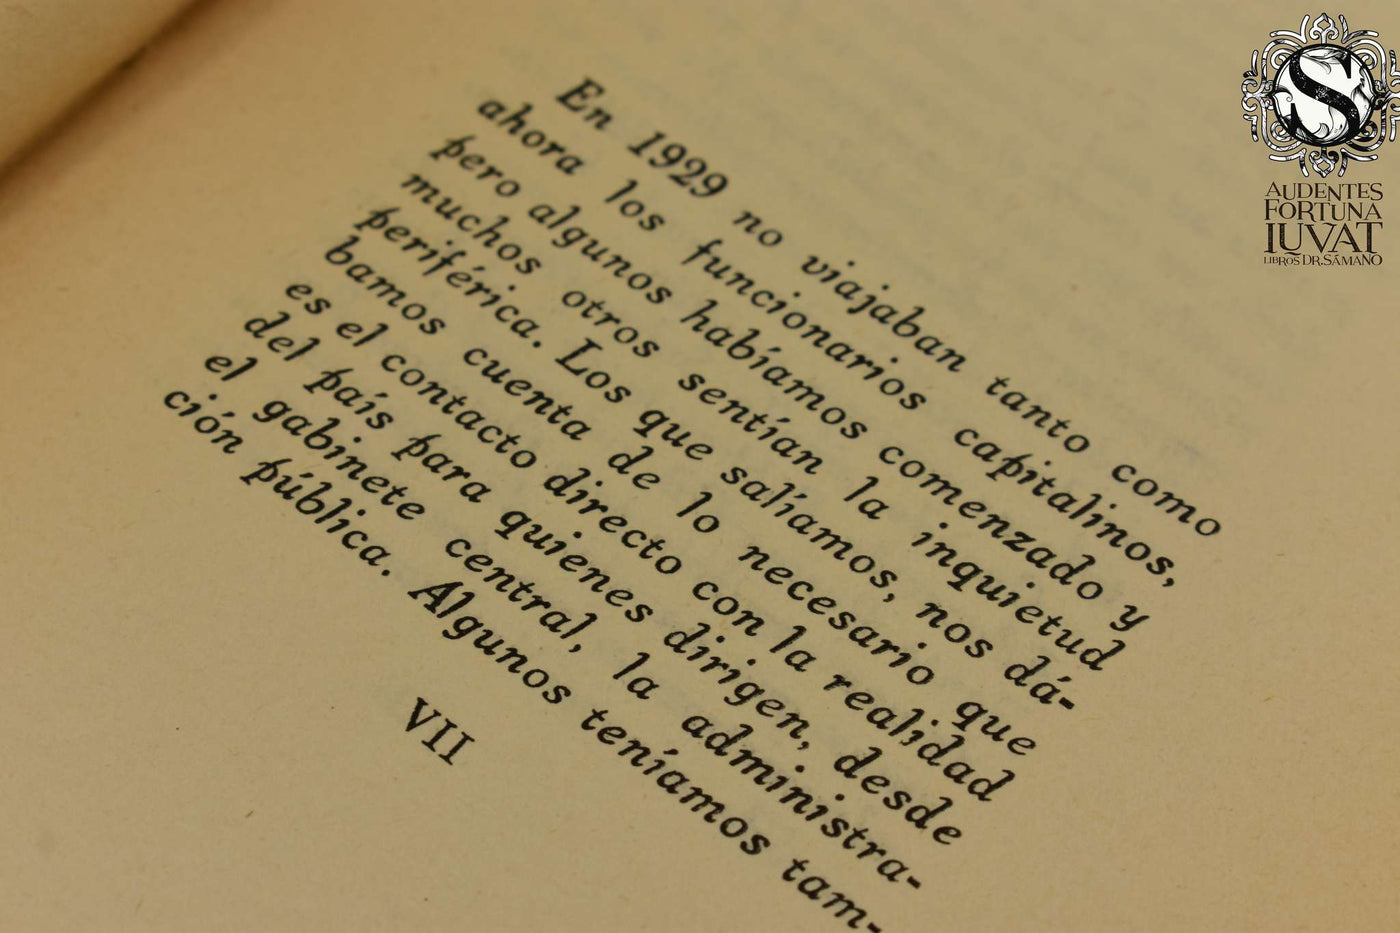 En 1929 no viajaban tanto como
ahora los funcionarios capitalinos,
pero algunos habíamos comenzado y
muchos otros sentían la inquietud
periférica. Los que salíamos, nos dá-
bamos cuenta de lo necesario que
es el contacto directo con la realidad
del país para quienes dirigen, desde
el gabinete central, la administra-
ción pública. Algunos teníamos tam-
VII
S
AUDENTES
FORTUNA
IUVAT
LIBROS DR. SÁMANO